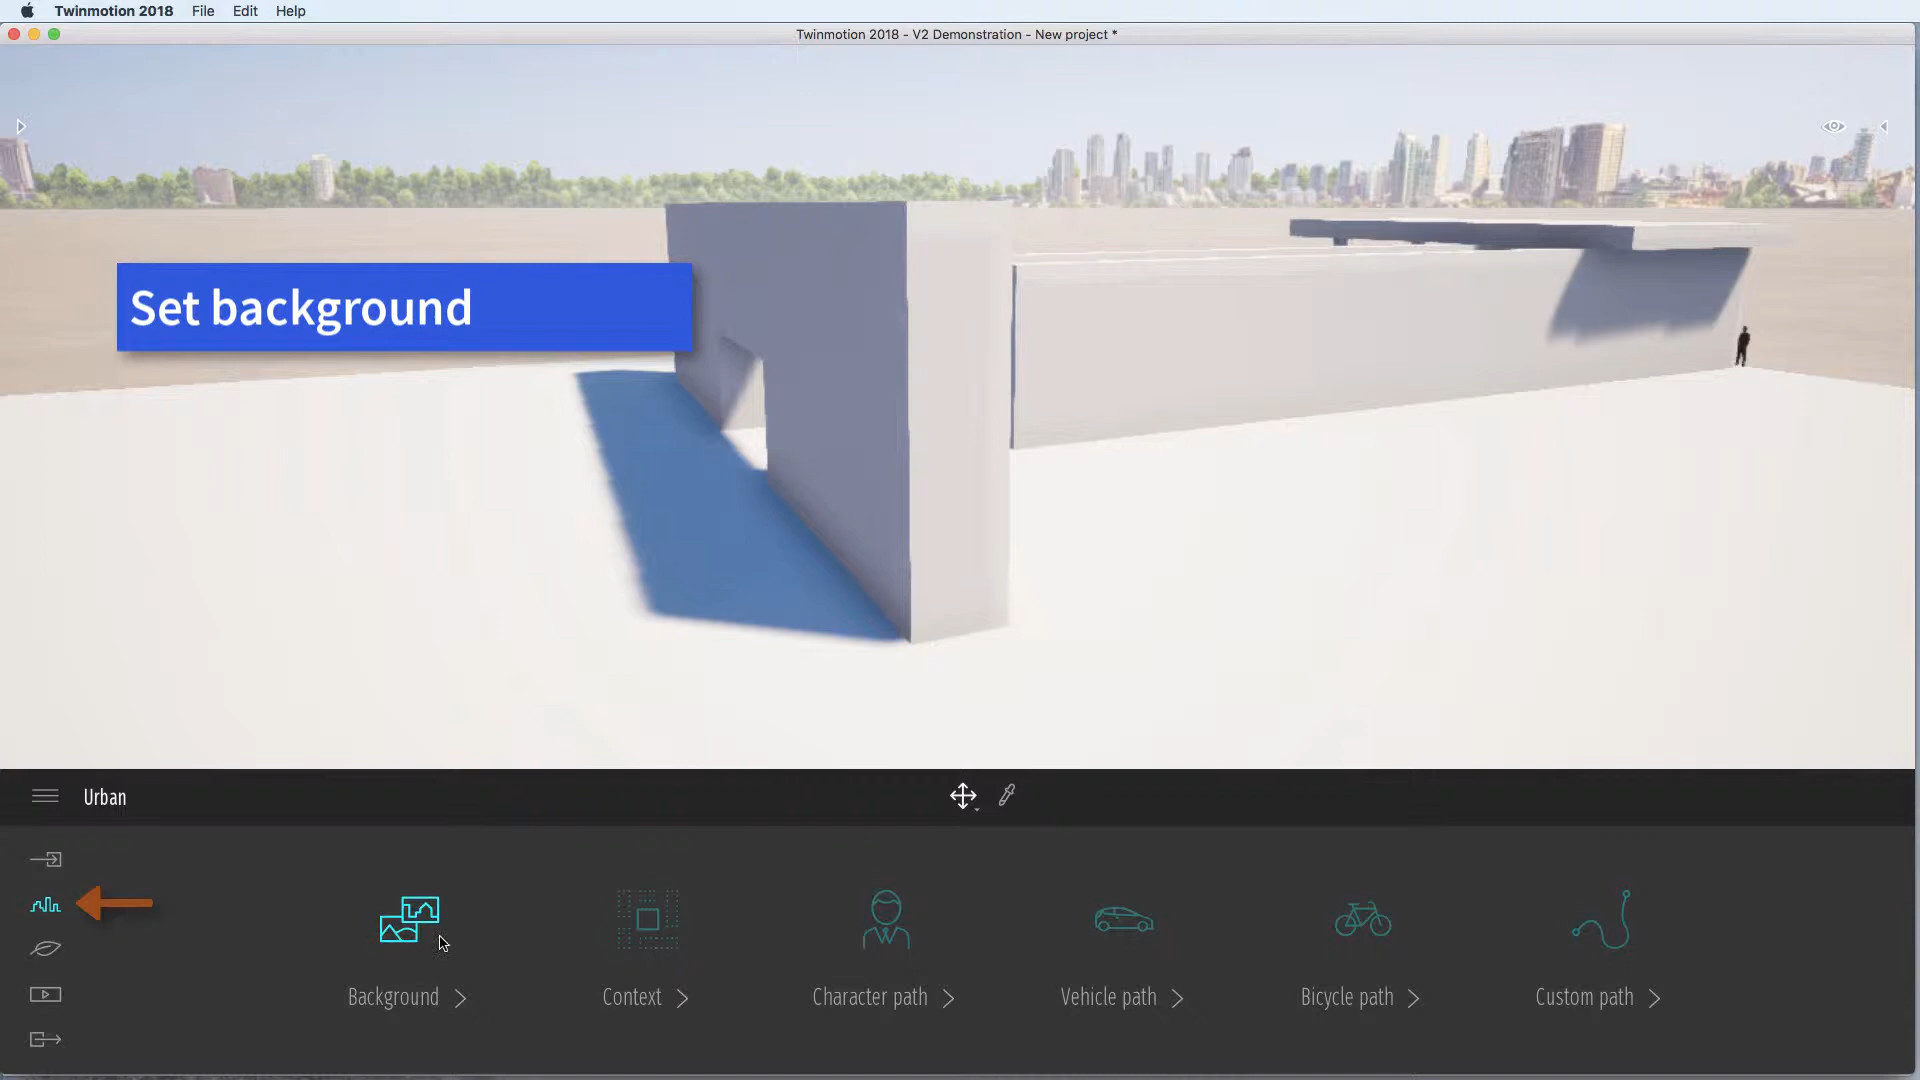 Twinmotion 2018 File Edit Help
Twinmotion 2018 - V2 Demonstration - New project *
Set background
Urban
Background
Context
Character path
Vehicle path
Bicycle path
Custom path